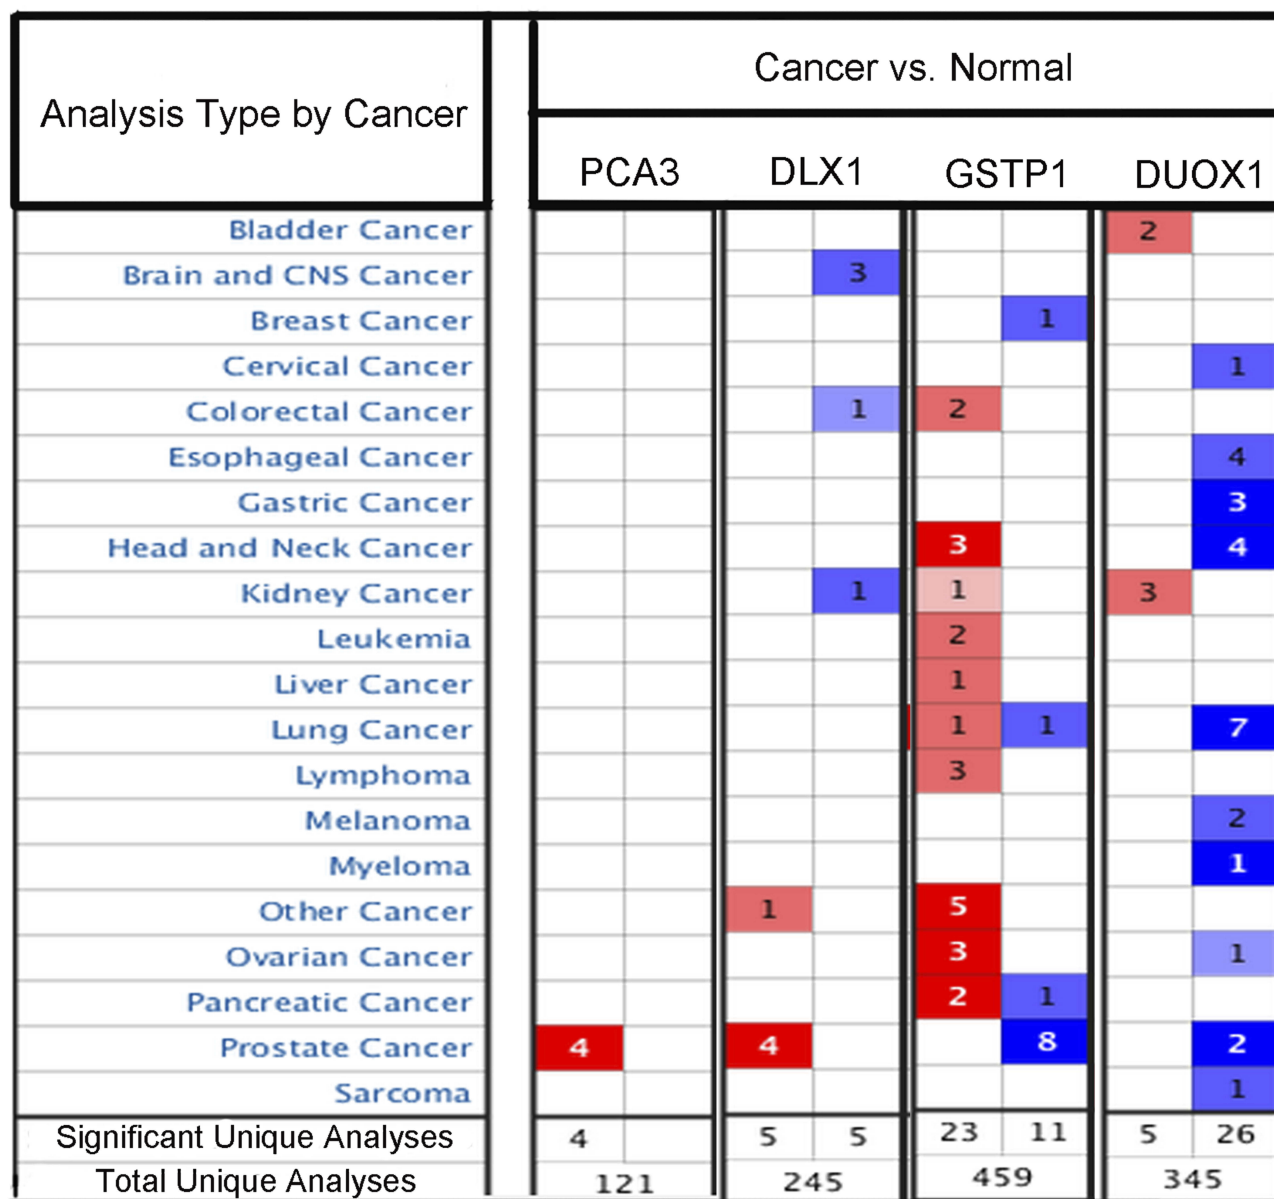 Analysis Type by Cancer
Cancer vs. Normal
PCA3 DLX1 GSTP1 DUOX1
Bladder Cancer 2
Brain and CNS Cancer 3
Breast Cancer 1
Cervical Cancer 1
Colorectal Cancer 1 2
Esophageal Cancer 4
Gastric Cancer 3
Head and Neck Cancer 3 4
Kidney Cancer 1 1 3
Leukemia 2
Liver Cancer 1
Lung Cancer 1 1 7
Lymphoma 3
Melanoma 2
Myeloma 1
Other Cancer 1 5
Ovarian Cancer 3 1
Pancreatic Cancer 2 1
Prostate Cancer 4 4 8 2
Sarcoma 1
Significant Unique Analyses 4 5 5 23 11 5 26
Total Unique Analyses 121 245 459 345